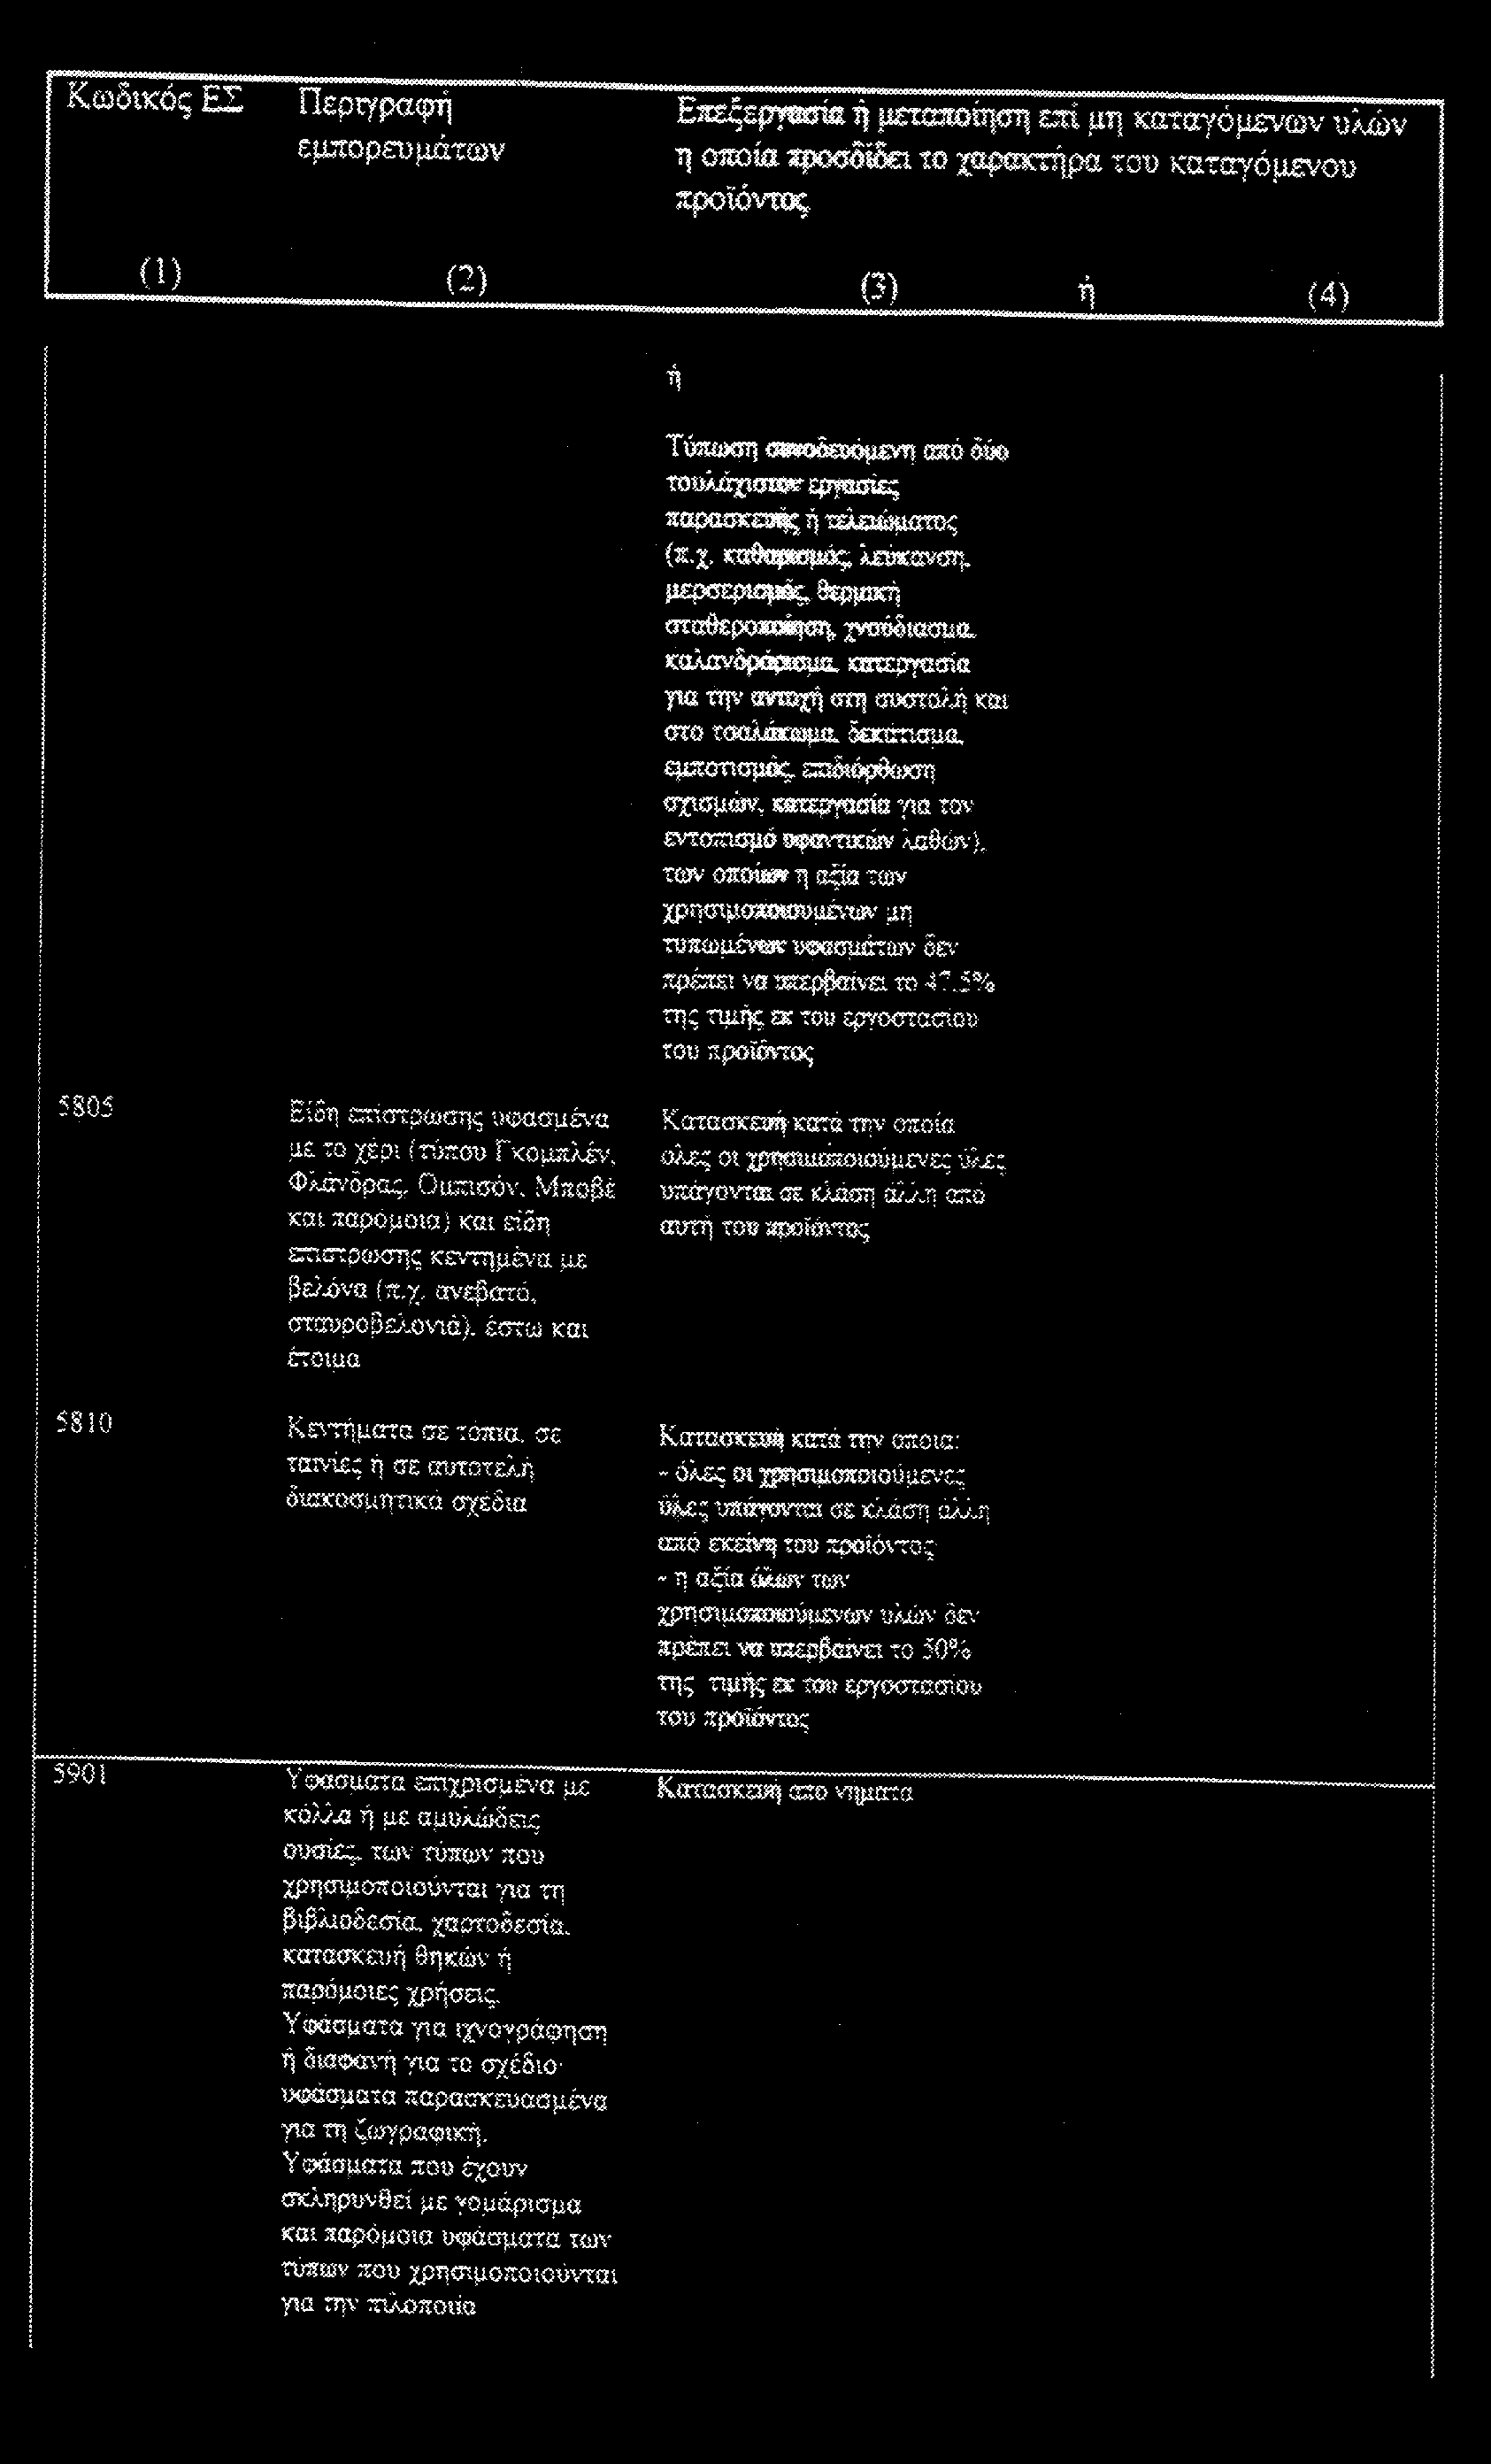 Κωδικός ΕΣ
Περιγραφή
εμπορευμάτων
Επεξεργασία ή μεταποίηση επί μη καταγόμενων υλών
η οποία προσδίδει το χαρακτήρα του καταγόμενου
προϊόντος
(1)
(2)
(3) ή (4)
ή
Τύπωση συνοδευόμενη από δύο
τουλάχιστον εργασίες
παρασκευής ή τελειώματος
(π.χ. καθαρισμός, λεύκανση,
μερσερισμός, θερμική
σταθεροποίηση, χνούδιασμα,
καλανδράρισμα, κατεργασία
για την αντοχή στη συστολή και
στο τσαλάκωμα, δεκάτισμα,
εμποτισμός, επιδιόρθωση
σχισμών, κατεργασία για τον
εντοπισμό υφαντικών λαθών),
των οποίων η αξία των
χρησιμοποιουμένων μη
τυπωμένων υφασμάτων δεν
πρέπει να υπερβαίνει το 47.5%
της τιμής εκ του εργοστασίου
του προϊόντος
5805
Είδη επίστρωσης υφασμένα
με το χέρι (τύπου Γκομπλέν,
Φλάνδρας, Ομπισόν, Μποβέ
και παρόμοια) και είδη
επίστρωσης κεντημένα με
βελόνα (π.χ. ανεβατό,
σταυροβελονιά), έστω και
έτοιμα
Κατασκευή κατά την οποία
όλες οι χρησιμοποιούμενες ύλες
υπάγονται σε κλάση άλλη από
αυτή του προϊόντος
5810
Κεντήματα σε τόπια, σε
ταινίες ή σε αυτοτελή
διακοσμητικά σχέδια
Κατασκευή κατά την οποια:
- όλες οι χρησιμοποιούμενες
ύλες υπάγονται σε κλάση άλλη
από εκείνη του προϊόντος
- η αξία όλων των
χρησιμοποιούμενων υλών δεν
πρέπει να υπερβαίνει το 50%
της τιμής εκ του εργοστασίου
του προϊόντος
5901
Υφασματα επιχρισμένα με
κόλλα ή με αμυλώδεις
ουσίες, των τύπων που
χρησιμοποιούνται για τη
βιβλιοδεσία, χαρτοδεσία,
κατασκευή θηκών ή
παρόμοιες χρήσεις.
Υφάσματα για ιχνογράφηση
ή διαφανή για το σχέδιο·
υφάσματα παρασκευασμένα
για τη ζωγραφική.
Υφάσματα που έχουν
σκληρυνθεί με γομάρισμα
και παρόμοια υφάσματα των
τύπων που χρησιμοποιούνται
για την πιλοποιία
Κατασκευή απο νήματα